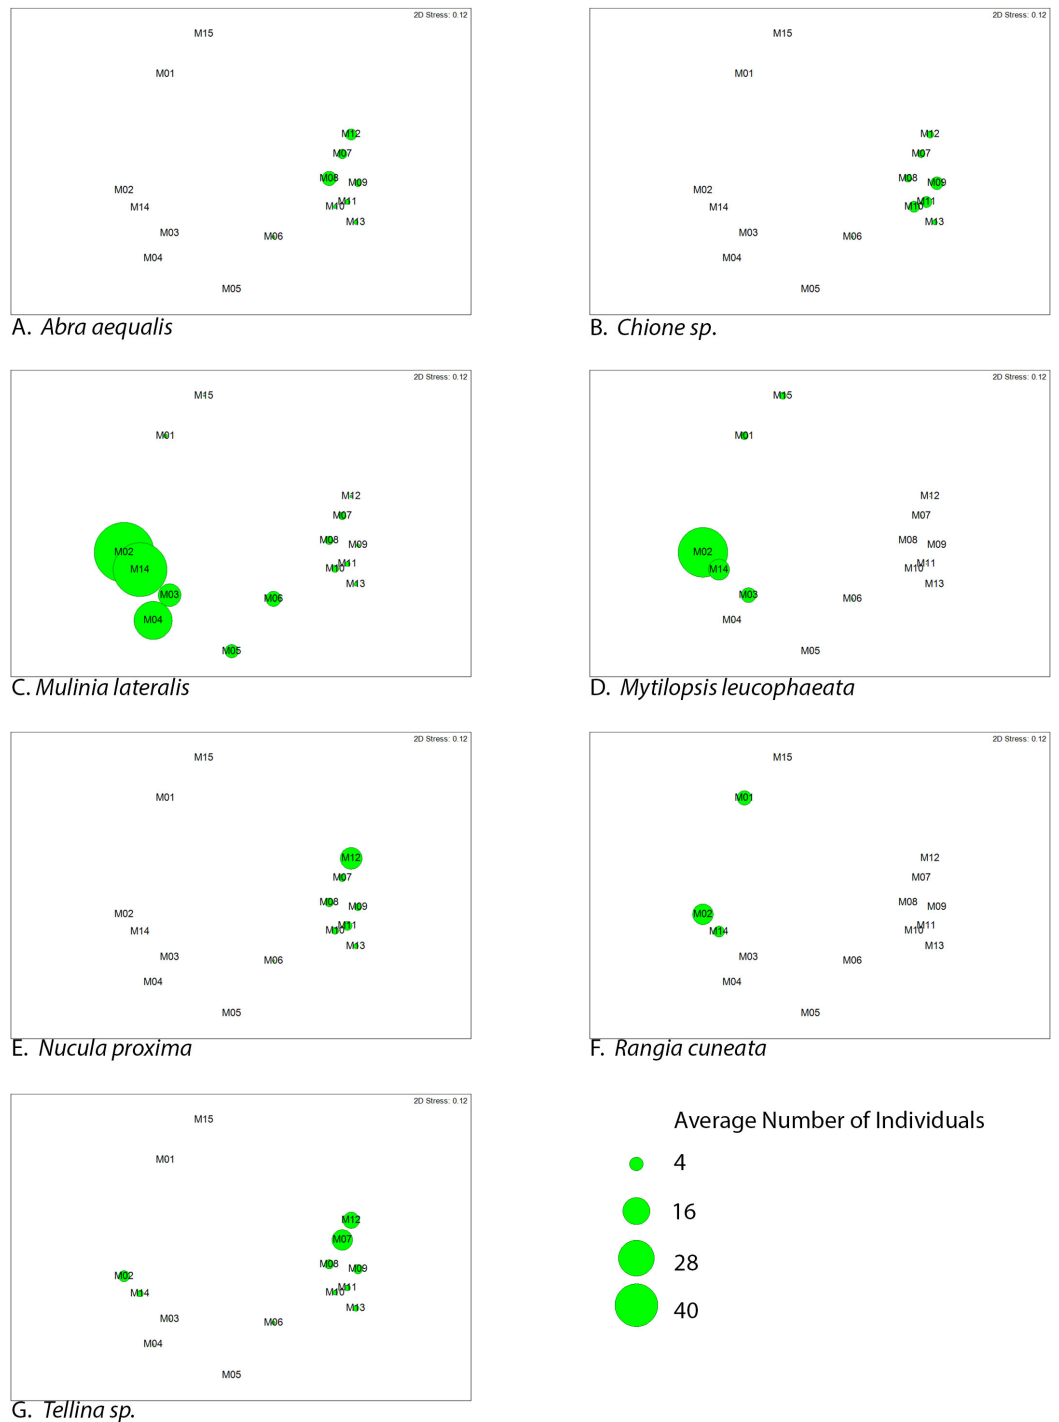 2D Stress: 0.12
M15
M01
M12
M07
M08
M09
M02
M11
M14
M10
M13
M03
M06
M04
M05
A. Abra aequalis
2D Stress: 0.12
M15
M01
M12
M07
M08
M09
M02
M11
M14
M10
M13
M03
M06
M04
M05
B. Chione sp.
2D Stress: 0.12
M15
M01
M12
M07
M08
M09
M02
M11
M14
M10
M13
M03
M06
M04
M05
C. Mulinia lateralis
2D Stress: 0.12
M15
M01
M12
M07
M08
M09
M02
M11
M14
M10
M13
M03
M06
M04
M05
D. Mytilopsis leucophaeata
2D Stress: 0.12
M15
M01
M12
M07
M08
M09
M02
M11
M14
M10
M13
M03
M06
M04
M05
E. Nucula proxima
2D Stress: 0.12
M15
M01
M12
M07
M08
M09
M02
M11
M14
M10
M13
M03
M06
M04
M05
F. Rangia cuneata
2D Stress: 0.12
M15
M01
M12
M07
M08
M09
M02
M11
M14
M10
M13
M03
M06
M04
M05
G. Tellina sp.
Average Number of Individuals
4
16
28
40